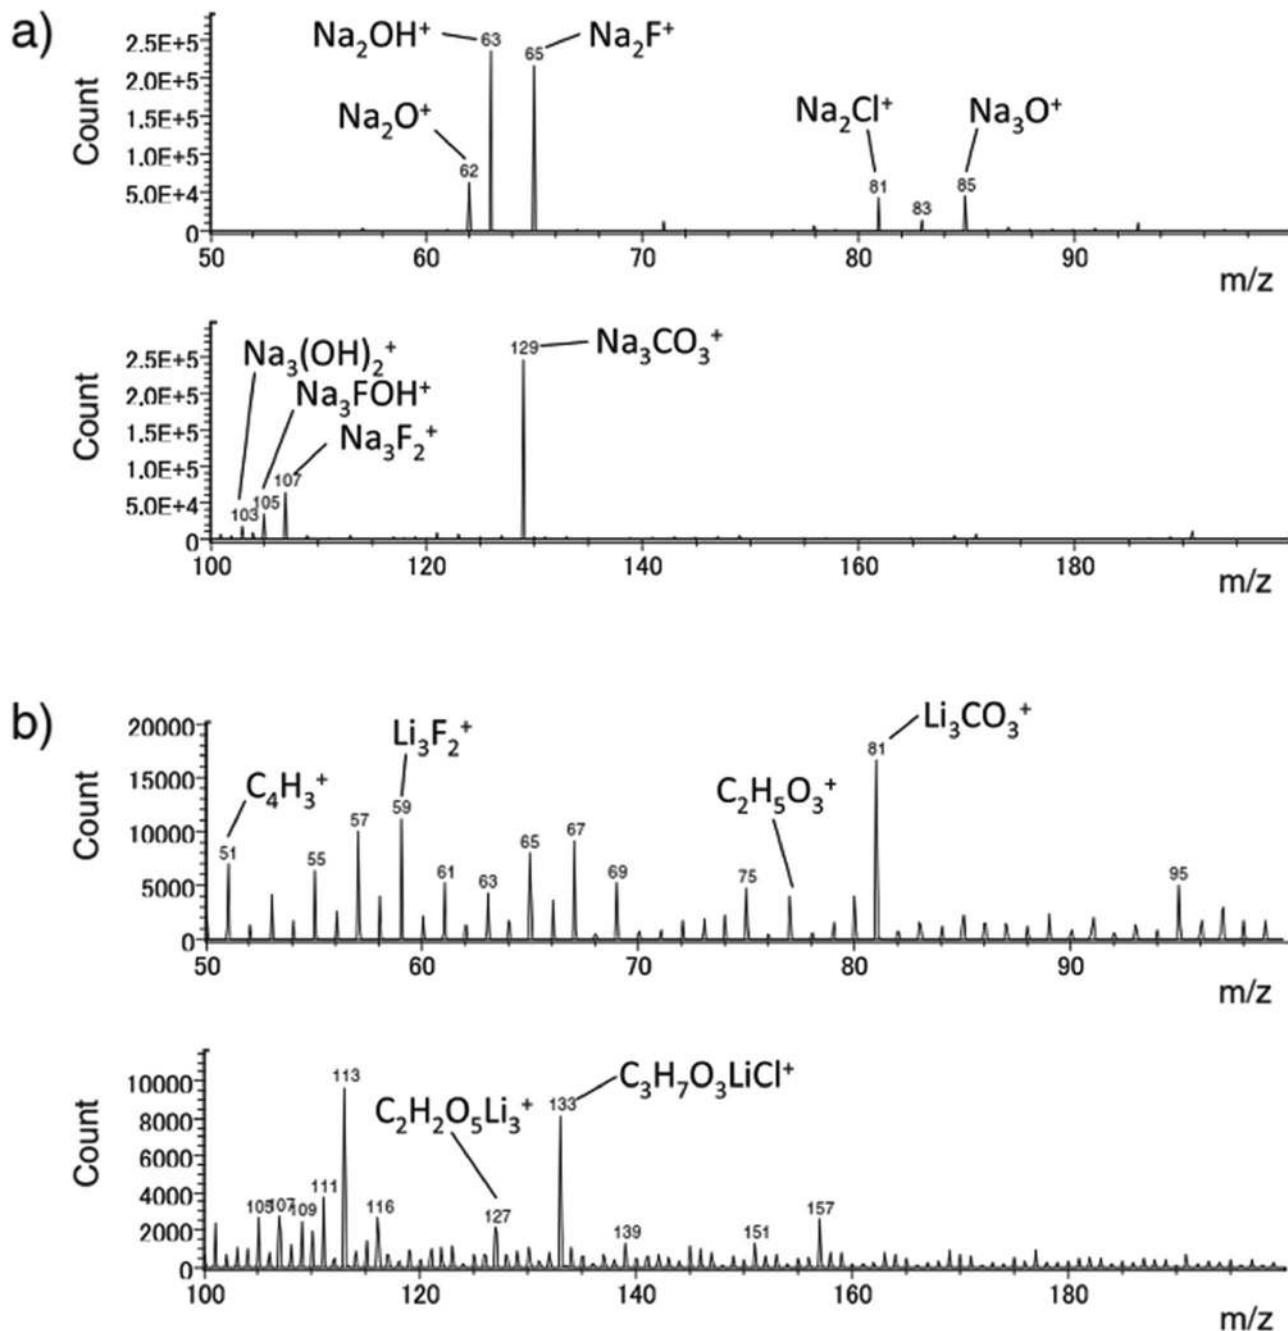 a)
Count
2.5E+5
2.0E+5
1.5E+5
1.0E+5
5.0E+4
0
Na₂OH⁺
63
65
Na₂F⁺
Na₂O⁺
62
Na₂Cl⁺
81
83
Na₃O⁺
85
50 60 70 80 90
m/z
Count
2.5E+5
2.0E+5
1.5E+5
1.0E+5
5.0E+4
0
Na₃(OH)₂⁺
Na₃FOH⁺
Na₃F₂⁺
103
105
107
129
Na₃CO₃⁺
100 120 140 160 180
m/z
b)
Count
20000
15000
10000
5000
0
C₄H₃⁺
51
55
57
Li₃F₂⁺
59
61
63
65
67
69
75
C₂H₅O₃⁺
81
Li₃CO₃⁺
95
50 60 70 80 90
m/z
Count
10000
8000
6000
4000
2000
0
105
107
109
111
113
116
C₂H₂O₅Li₃⁺
127
133
C₃H₇O₃LiCl⁺
139
151
157
100 120 140 160 180
m/z